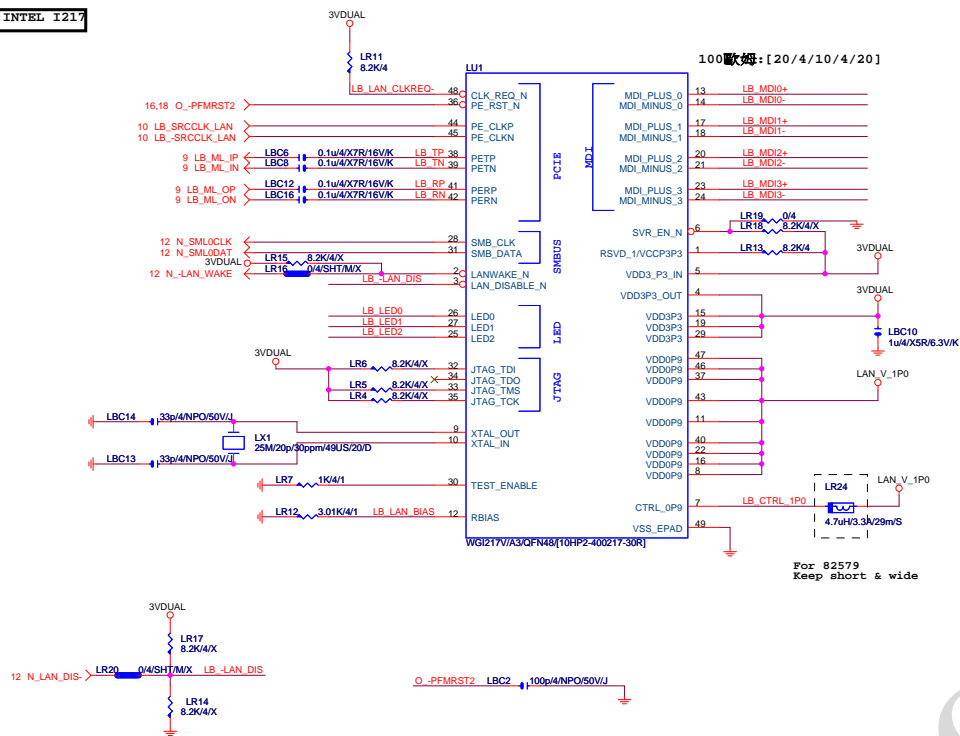 INTEL I217
3VDUAL
LR11
8.2K/4
LU1
100歐姆:[20/4/10/4/20]
LB_LAN_CLKREQ-
48 CLK_REQ_N
16,18 O_-PFMRST2
36 PE_RST_N
10 LB_SRCCLK_LAN
44 PE_CLKP
10 LB_-SRCCLK_LAN
45 PE_CLKN
9 LB_ML_IP LBC6 0.1u/4/X7R/16V/K LB_TP 38 PETP
9 LB_ML_IN LBC8 0.1u/4/X7R/16V/K LB_TN 39 PETN
9 LB_ML_OP LBC12 0.1u/4/X7R/16V/K LB_RP 41 PERP
9 LB_ML_ON LBC16 0.1u/4/X7R/16V/K LB_RN 42 PERN
PCIE
MDI
MDI_PLUS_0 13 LB_MDI0+
MDI_MINUS_0 14 LB_MDI0-
MDI_PLUS_1 17 LB_MDI1+
MDI_MINUS_1 18 LB_MDI1-
MDI_PLUS_2 20 LB_MDI2+
MDI_MINUS_2 21 LB_MDI2-
MDI_PLUS_3 23 LB_MDI3+
MDI_MINUS_3 24 LB_MDI3-
12 N_SML0CLK 28 SMB_CLK
12 N_SML0DAT 31 SMB_DATA
SMBUS
3VDUAL LR15 8.2K/4/X
12 N_-LAN_WAKE LR16 0/4/SHT/M/X 2 LANWAKE_N
LB_-LAN_DIS 3 LAN_DISABLE_N
SVR_EN_N 6 LR19 0/4
LR18 8.2K/4/X
RSVD_1/VCCP3P3 1 LR13 8.2K/4
3VDUAL
VDD3_P3_IN 5
VDD3P3_OUT 4
3VDUAL
VDD3P3 15
VDD3P3 19
VDD3P3 29
LBC10
1u/4/X5R/6.3V/K
LB_LED0 26 LED0
LB_LED1 27 LED1
LB_LED2 25 LED2
LED
3VDUAL
LR6 8.2K/4/X 32 JTAG_TDI
34 JTAG_TDO
LR5 8.2K/4/X 33 JTAG_TMS
LR4 8.2K/4/X 35 JTAG_TCK
JTAG
VDD0P9 47
VDD0P9 46
VDD0P9 37
LAN_V_1P0
VDD0P9 43
VDD0P9 11
VDD0P9 40
VDD0P9 22
VDD0P9 16
VDD0P9 8
LBC14 33p/4/NPO/50V/J
9 XTAL_OUT
10 XTAL_IN
LX1
25M/20p/30ppm/49US/20/D
LBC13 33p/4/NPO/50V/J
LR7 1K/4/1 30 TEST_ENABLE
LR12 3.01K/4/1 LB_LAN_BIAS 12 RBIAS
CTRL_0P9 7 LB_CTRL_1P0
LR24
LAN_V_1P0
4.7uH/3.3A/29m/S
VSS_EPAD 49
WGI217V/A3/QFN48/[10HP2-400217-30R]
For 82579
Keep short & wide
3VDUAL
LR17
8.2K/4/X
12 N_LAN_DIS- LR20 0/4/SHT/M/X LB_-LAN_DIS
LR14
8.2K/4/X
O_-PFMRST2 LBC2 100p/4/NPO/50V/J